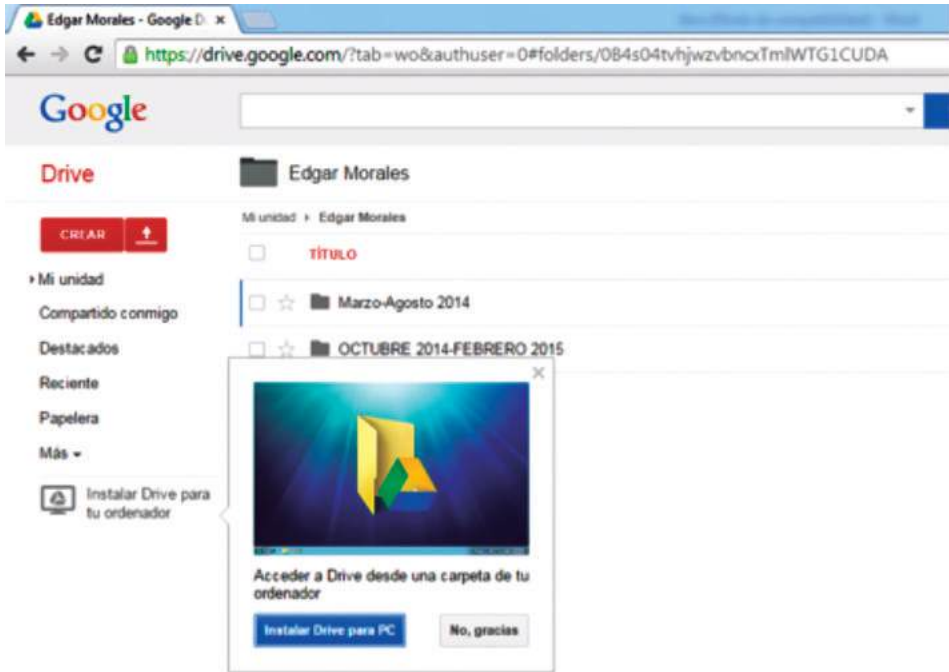 Edgar Morales - Google D
https://drive.google.com/?tab=wo&authuser=0#folders/0B4s04tvhjwzvbncxTmlWTG1CUDA
Google
Drive
Edgar Morales
CREAR
Mi unidad ▸ Edgar Morales
TÍTULO
Mi unidad
Marzo-Agosto 2014
Compartido conmigo
Destacados
OCTUBRE 2014-FEBRERO 2015
Reciente
Papelera
Más
Instalar Drive para
tu ordenador
Acceder a Drive desde una carpeta de tu
ordenador
Instalar Drive para PC
No, gracias